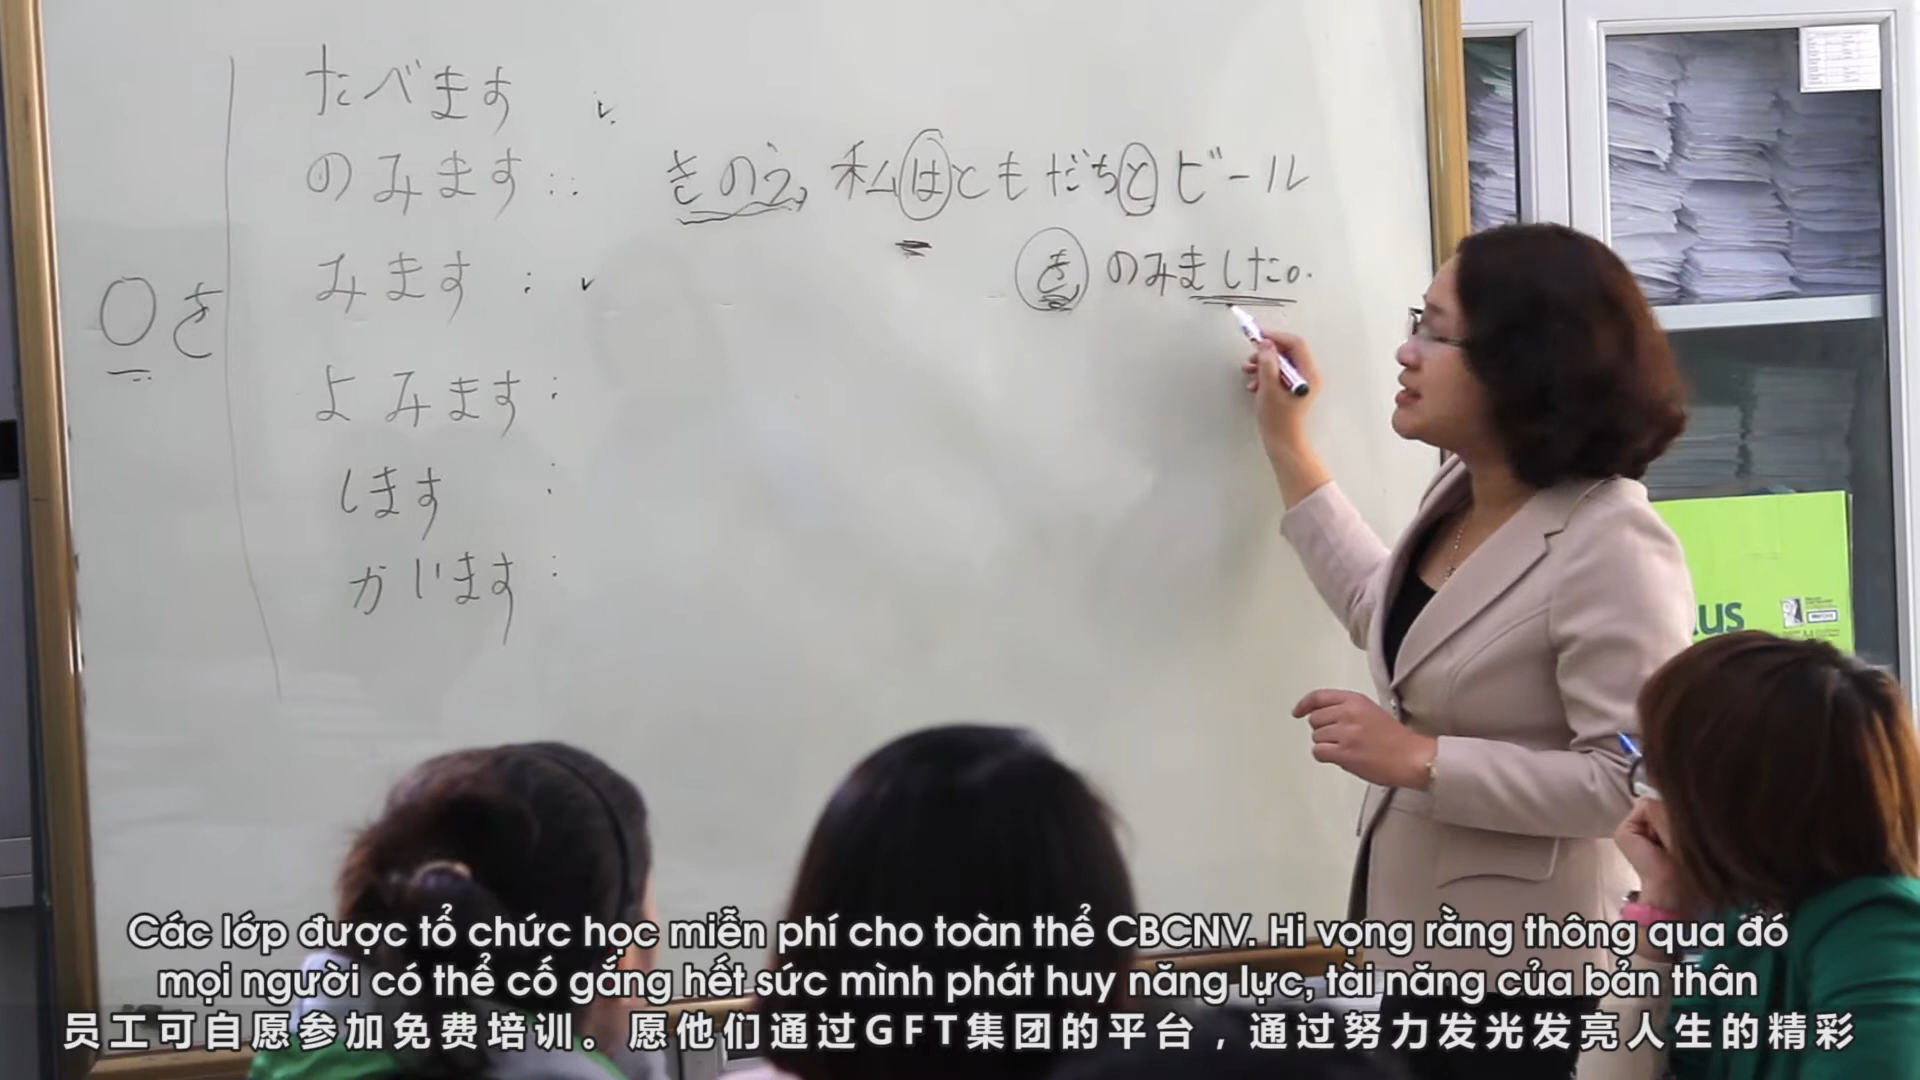 たべます
のみます : :
みます :
よみます :
します :
かいます :
〇を
きのう、私はともだちとビール
をのみました。
us
Các lớp được tổ chức học miễn phí cho toàn thể CBCNV. Hi vọng rằng thông qua đó
mọi người có thể cố gắng hết sức mình phát huy năng lực, tài năng của bản thân
员工可自愿参加免费培训。愿他们通过GFT集团的平台，通过努力发光发亮人生的精彩